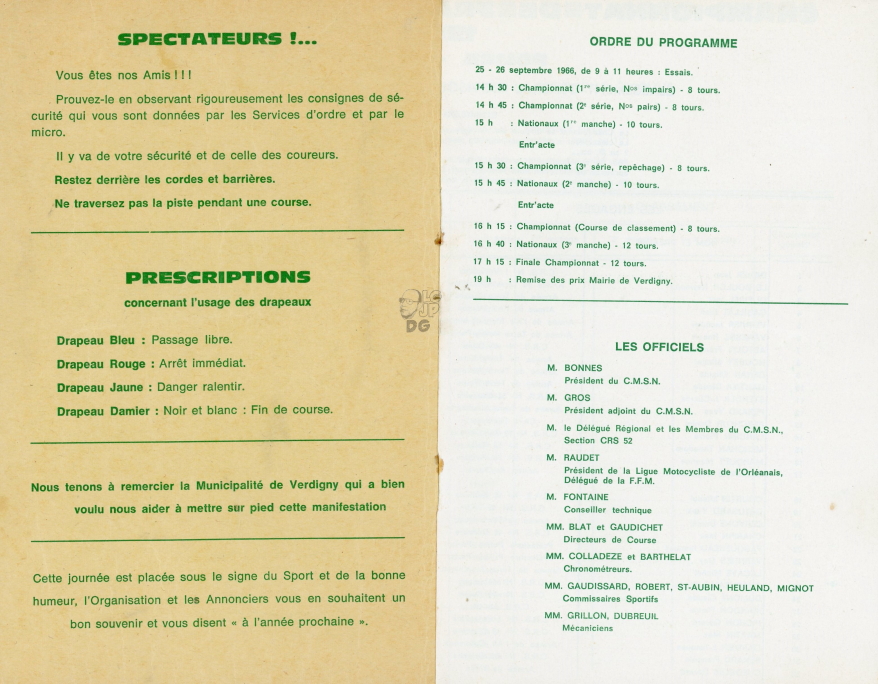 SPECTATEURS !...
Vous êtes nos Amis ! ! !
Prouvez-le en observant rigoureusement les consignes de sé-
curité qui vous sont données par les Services d'ordre et par le
micro.
Il y va de votre sécurité et de celle des coureurs.
Restez derrière les cordes et barrières.
Ne traversez pas la piste pendant une course.
PRESCRIPTIONS
concernant l'usage des drapeaux
Drapeau Bleu : Passage libre.
Drapeau Rouge : Arrêt immédiat.
Drapeau Jaune : Danger ralentir.
Drapeau Damier : Noir et blanc : Fin de course.
Nous tenons à remercier la Municipalité de Verdigny qui a bien
voulu nous aider à mettre sur pied cette manifestation
Cette journée est placée sous le signe du Sport et de la bonne
humeur, l'Organisation et les Annonciers vous en souhaitent un
bon souvenir et vous disent « à l'année prochaine ».
LG
JP
DG
ORDRE DU PROGRAMME
25 - 26 septembre 1966, de 9 à 11 heures : Essais.
14 h 30 : Championnat (1re série, Nos impairs) - 8 tours.
14 h 45 : Championnat (2e série, Nos pairs) - 8 tours.
15 h : Nationaux (1re manche) - 10 tours.
Entr'acte
15 h 30 : Championnat (3e série, repêchage) - 8 tours.
15 h 45 : Nationaux (2e manche) - 10 tours.
Entr'acte
16 h 15 : Championnat (Course de classement) - 8 tours.
16 h 40 : Nationaux (3e manche) - 12 tours.
17 h 15 : Finale Championnat - 12 tours.
19 h : Remise des prix Mairie de Verdigny.
LES OFFICIELS
M. BONNES
Président du C.M.S.N.
M. GROS
Président adjoint du C.M.S.N.
M. le Délégué Régional et les Membres du C.M.S.N.,
Section CRS 52
M. RAUDET
Président de la Ligue Motocycliste de l'Orléanais,
Délégué de la F.F.M.
M. FONTAINE
Conseiller technique
MM. BLAT et GAUDICHET
Directeurs de Course
MM. COLLADEZE et BARTHELAT
Chronométreurs.
MM. GAUDISSARD, ROBERT, ST-AUBIN, HEULAND, MIGNOT
Commissaires Sportifs
MM. GRILLON, DUBREUIL
Mécaniciens